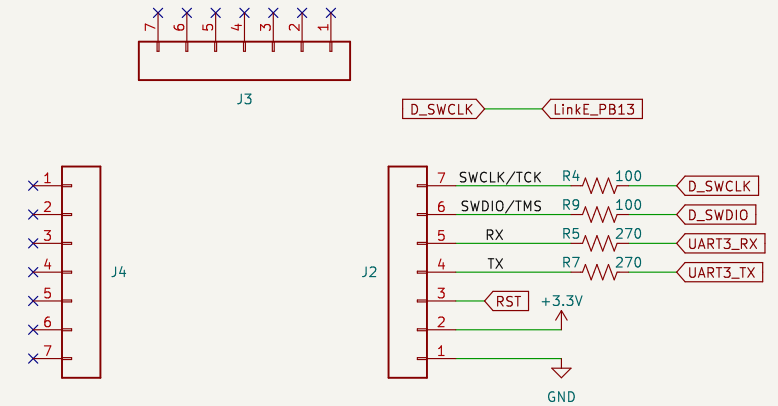 7 6 5 4 3 2 1
J3
D_SWCLK LinkE_PB13
1
2
3
4
5
6
7
J4
J2
7 SWCLK/TCK R4 100 D_SWCLK
6 SWDIO/TMS R9 100 D_SWDIO
5 RX R5 270 UART3_RX
4 TX R7 270 UART3_TX
3 RST +3.3V
2
1
GND